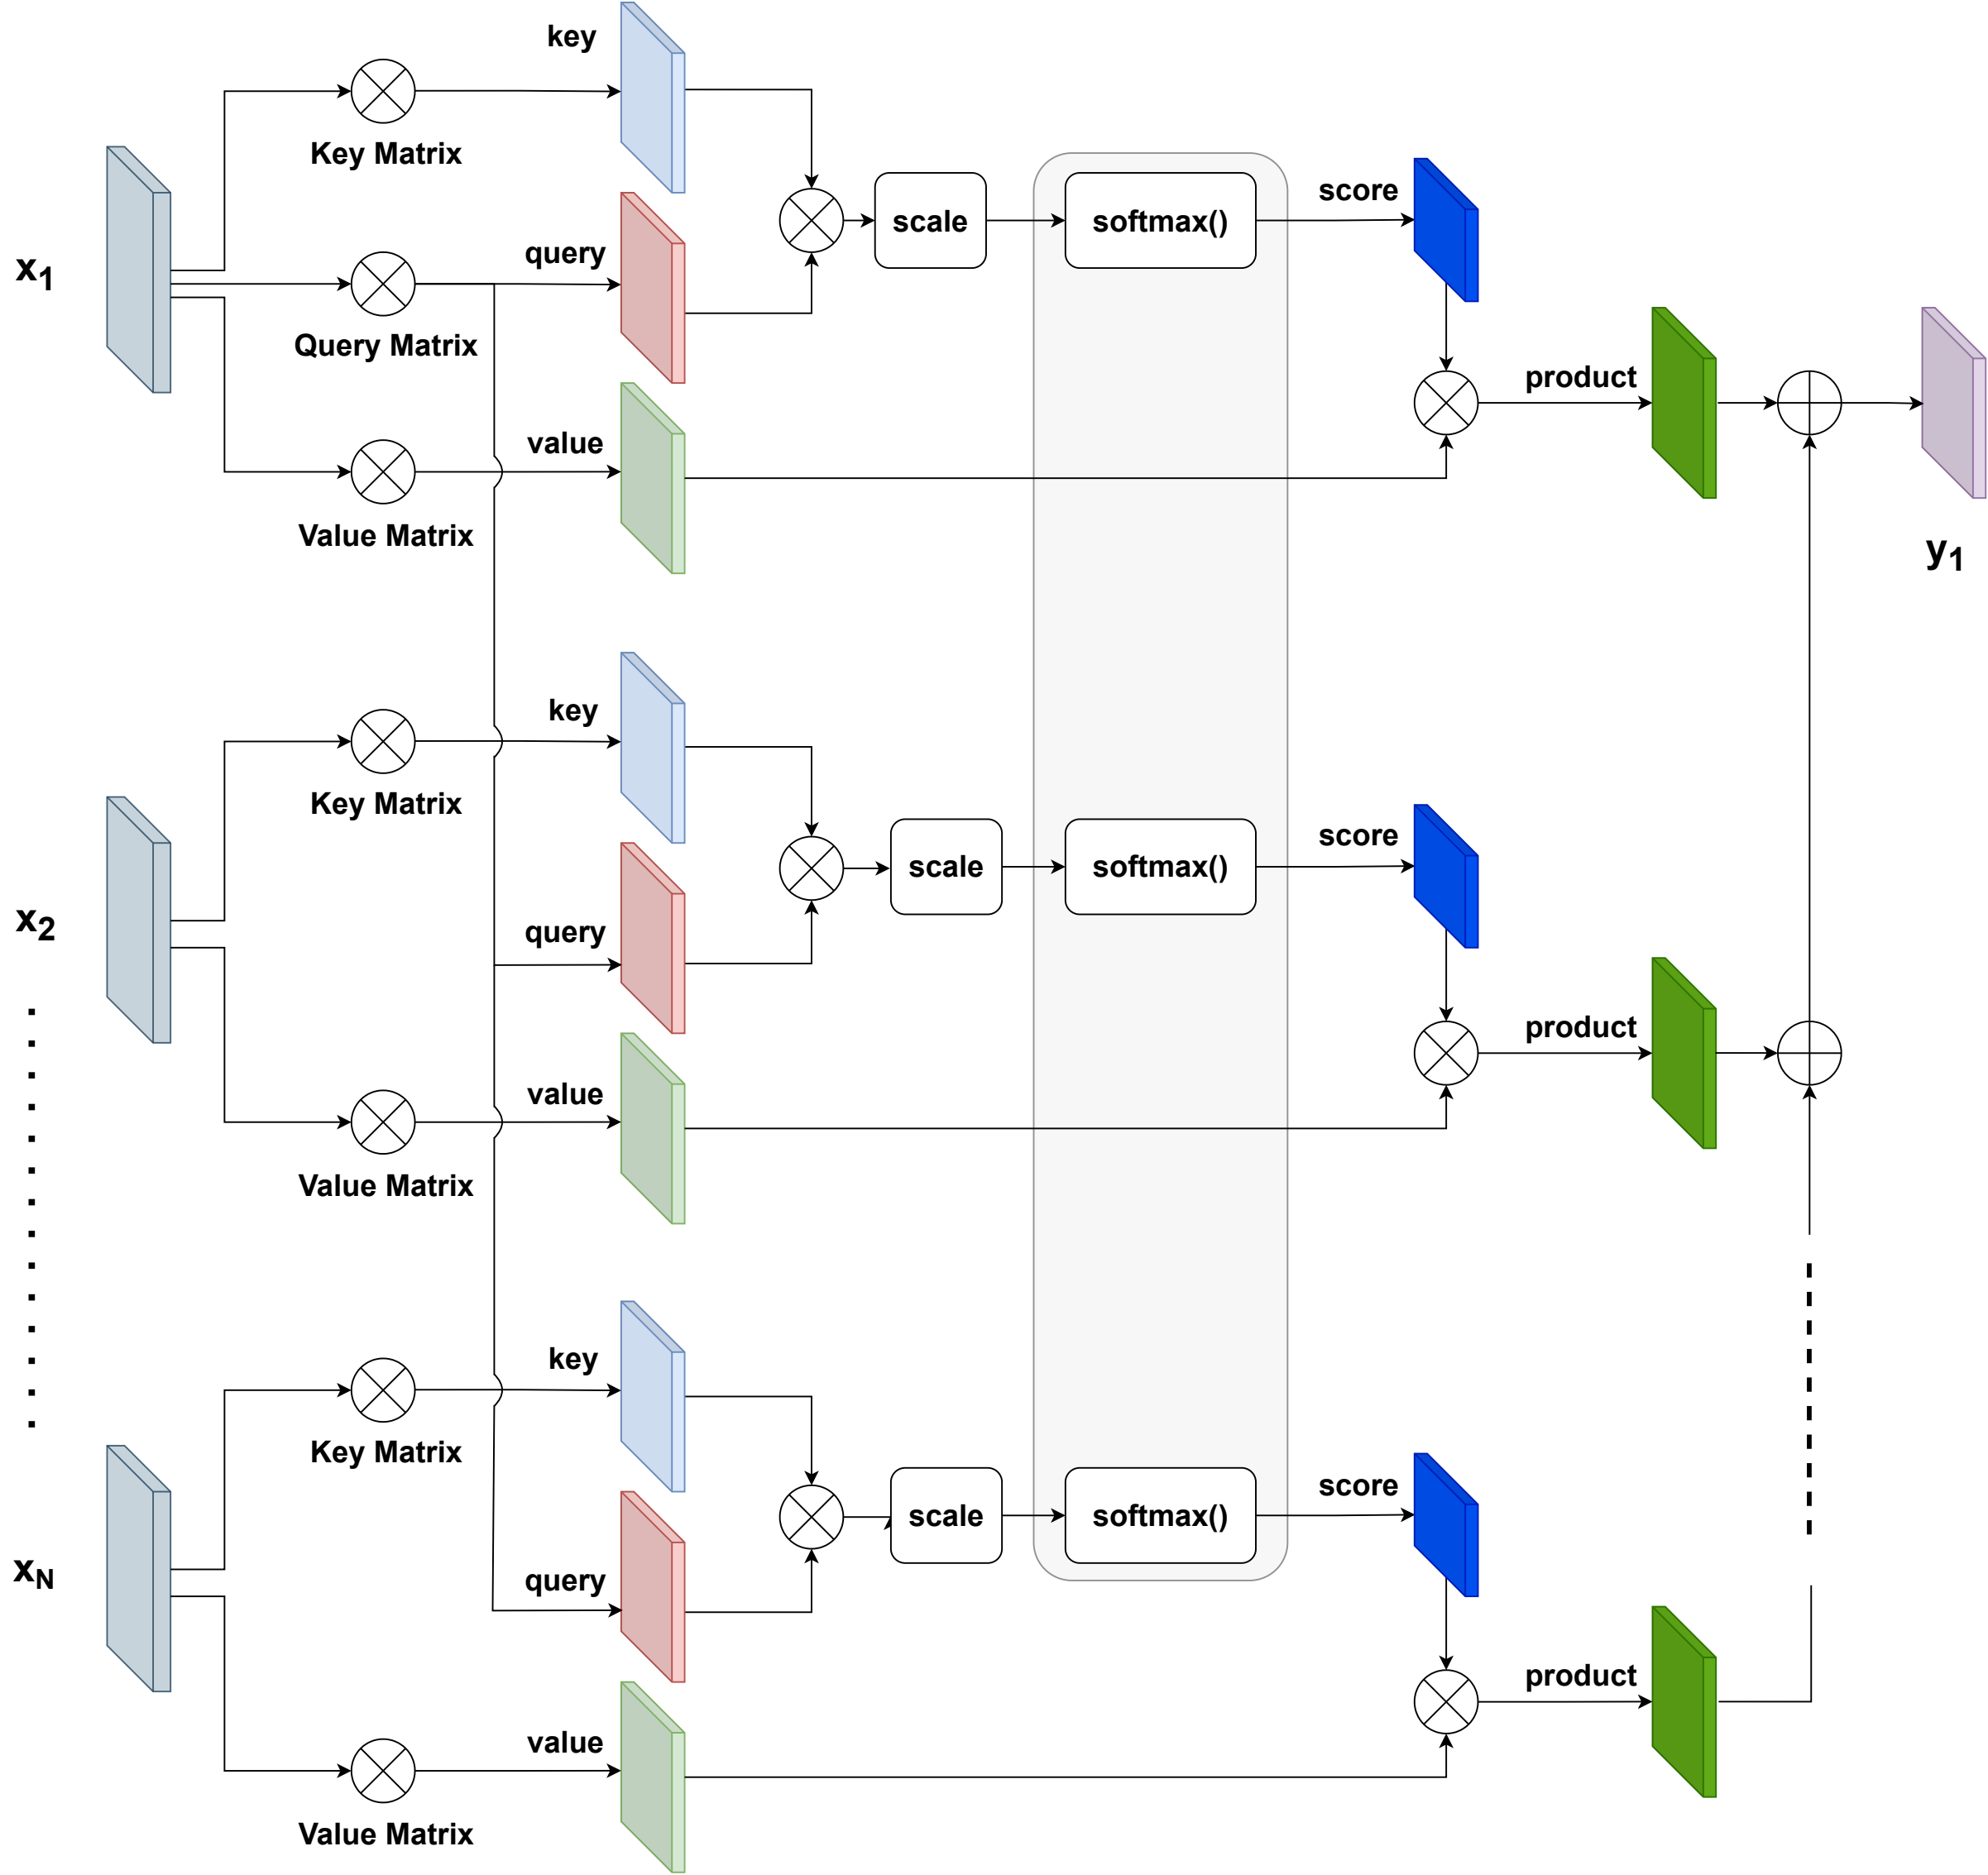 key
Key Matrix
x1
query
Query Matrix
scale
softmax()
score
value
Value Matrix
product
y1
key
Key Matrix
x2
query
scale
softmax()
score
value
Value Matrix
product
key
Key Matrix
xN
query
scale
softmax()
score
value
Value Matrix
product